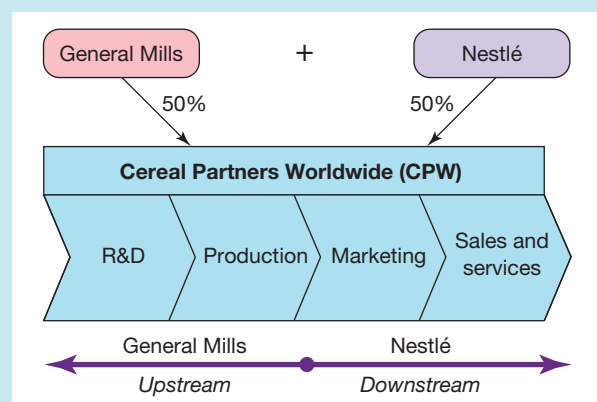 General Mills
+
Nestlé
50%
50%
Cereal Partners Worldwide (CPW)
R&D
Production
Marketing
Sales and
services
General Mills
Nestlé
Upstream
Downstream